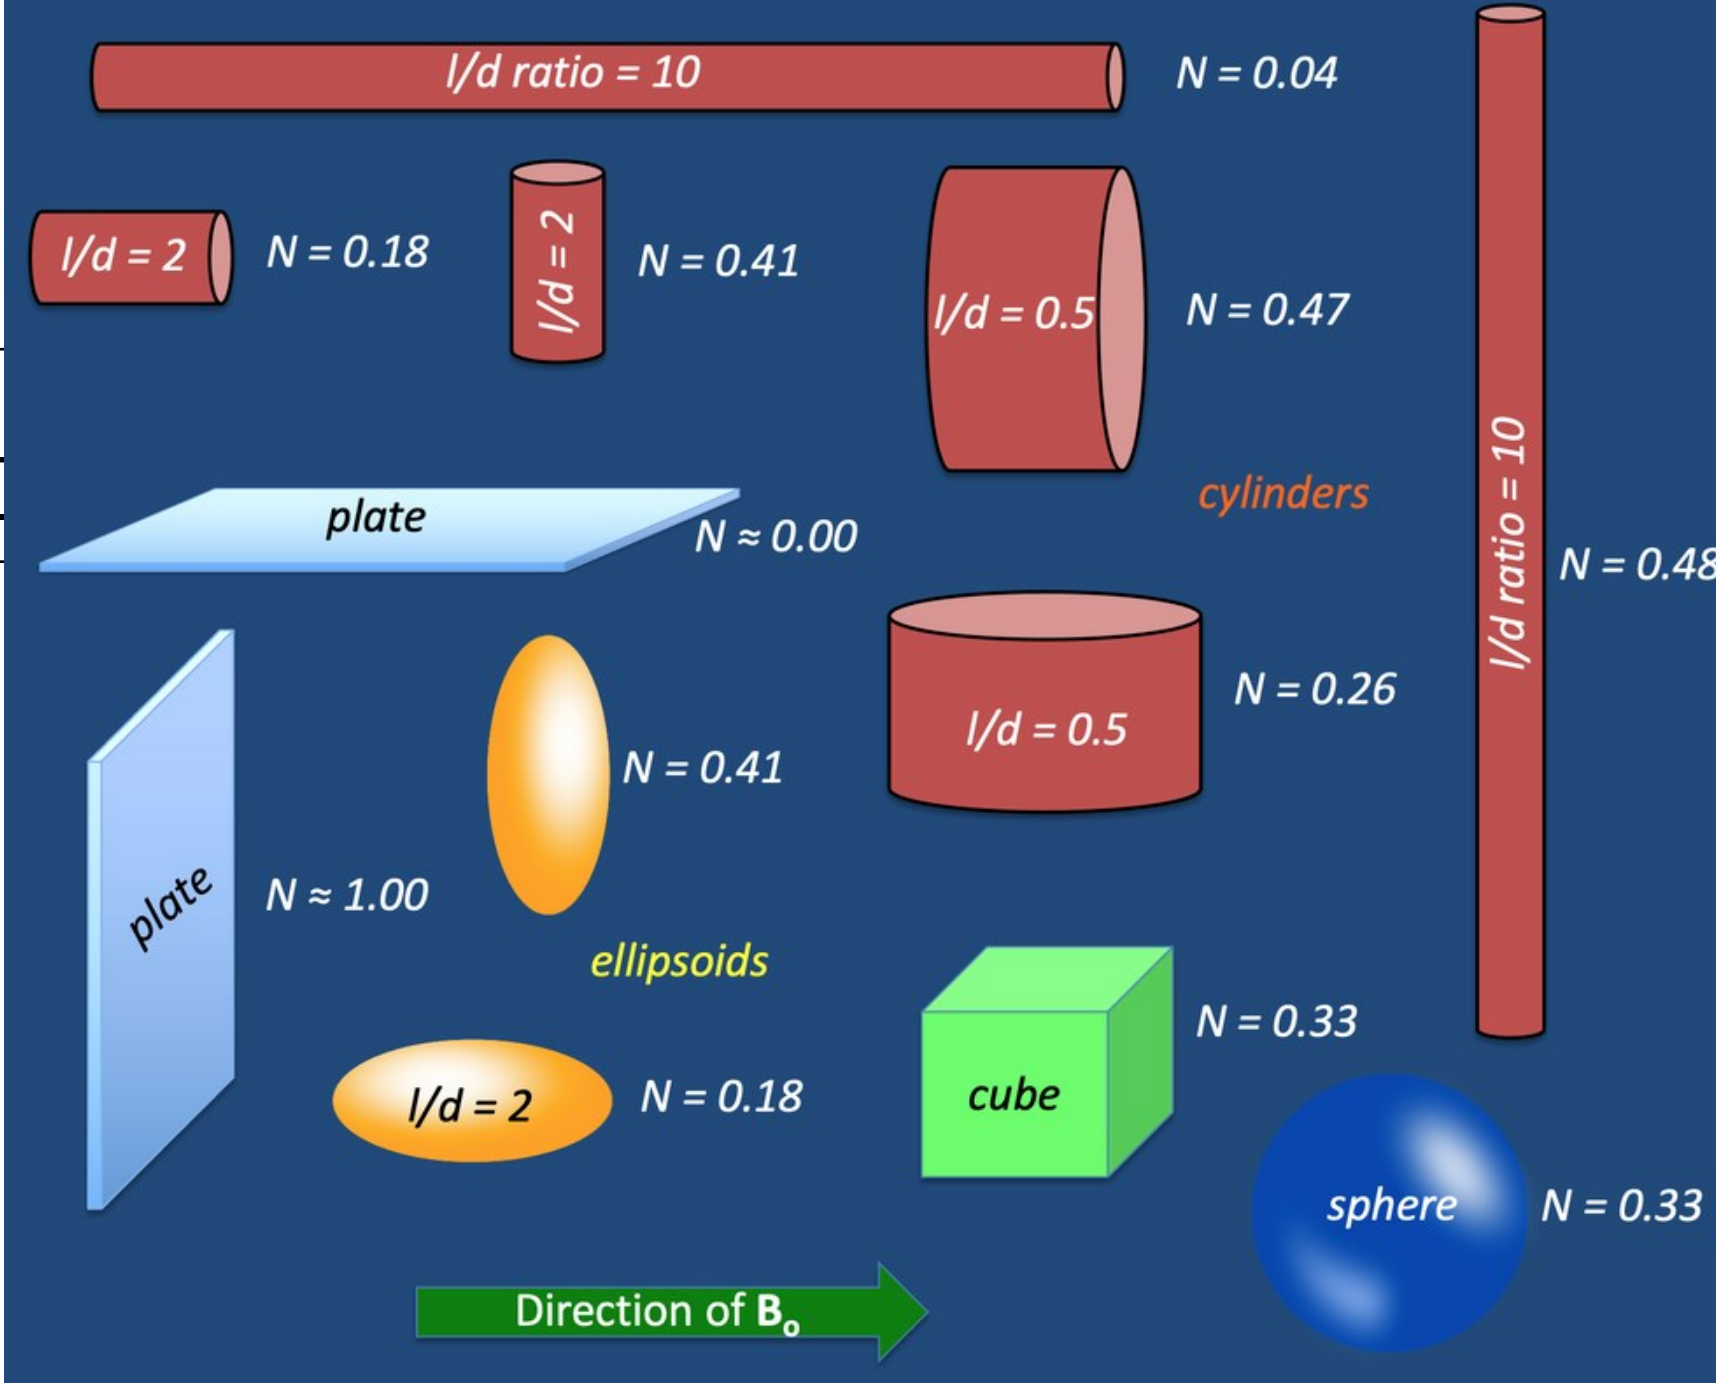 l/d ratio = 10
N = 0.04
l/d = 2
N = 0.18
l/d = 2
N = 0.41
l/d = 0.5
N = 0.47
cylinders
l/d ratio = 10
N = 0.48
plate
N ≈ 0.00
l/d = 0.5
N = 0.26
N = 0.41
plate
N ≈ 1.00
ellipsoids
l/d = 2
N = 0.18
cube
N = 0.33
sphere
N = 0.33
Direction of Bo